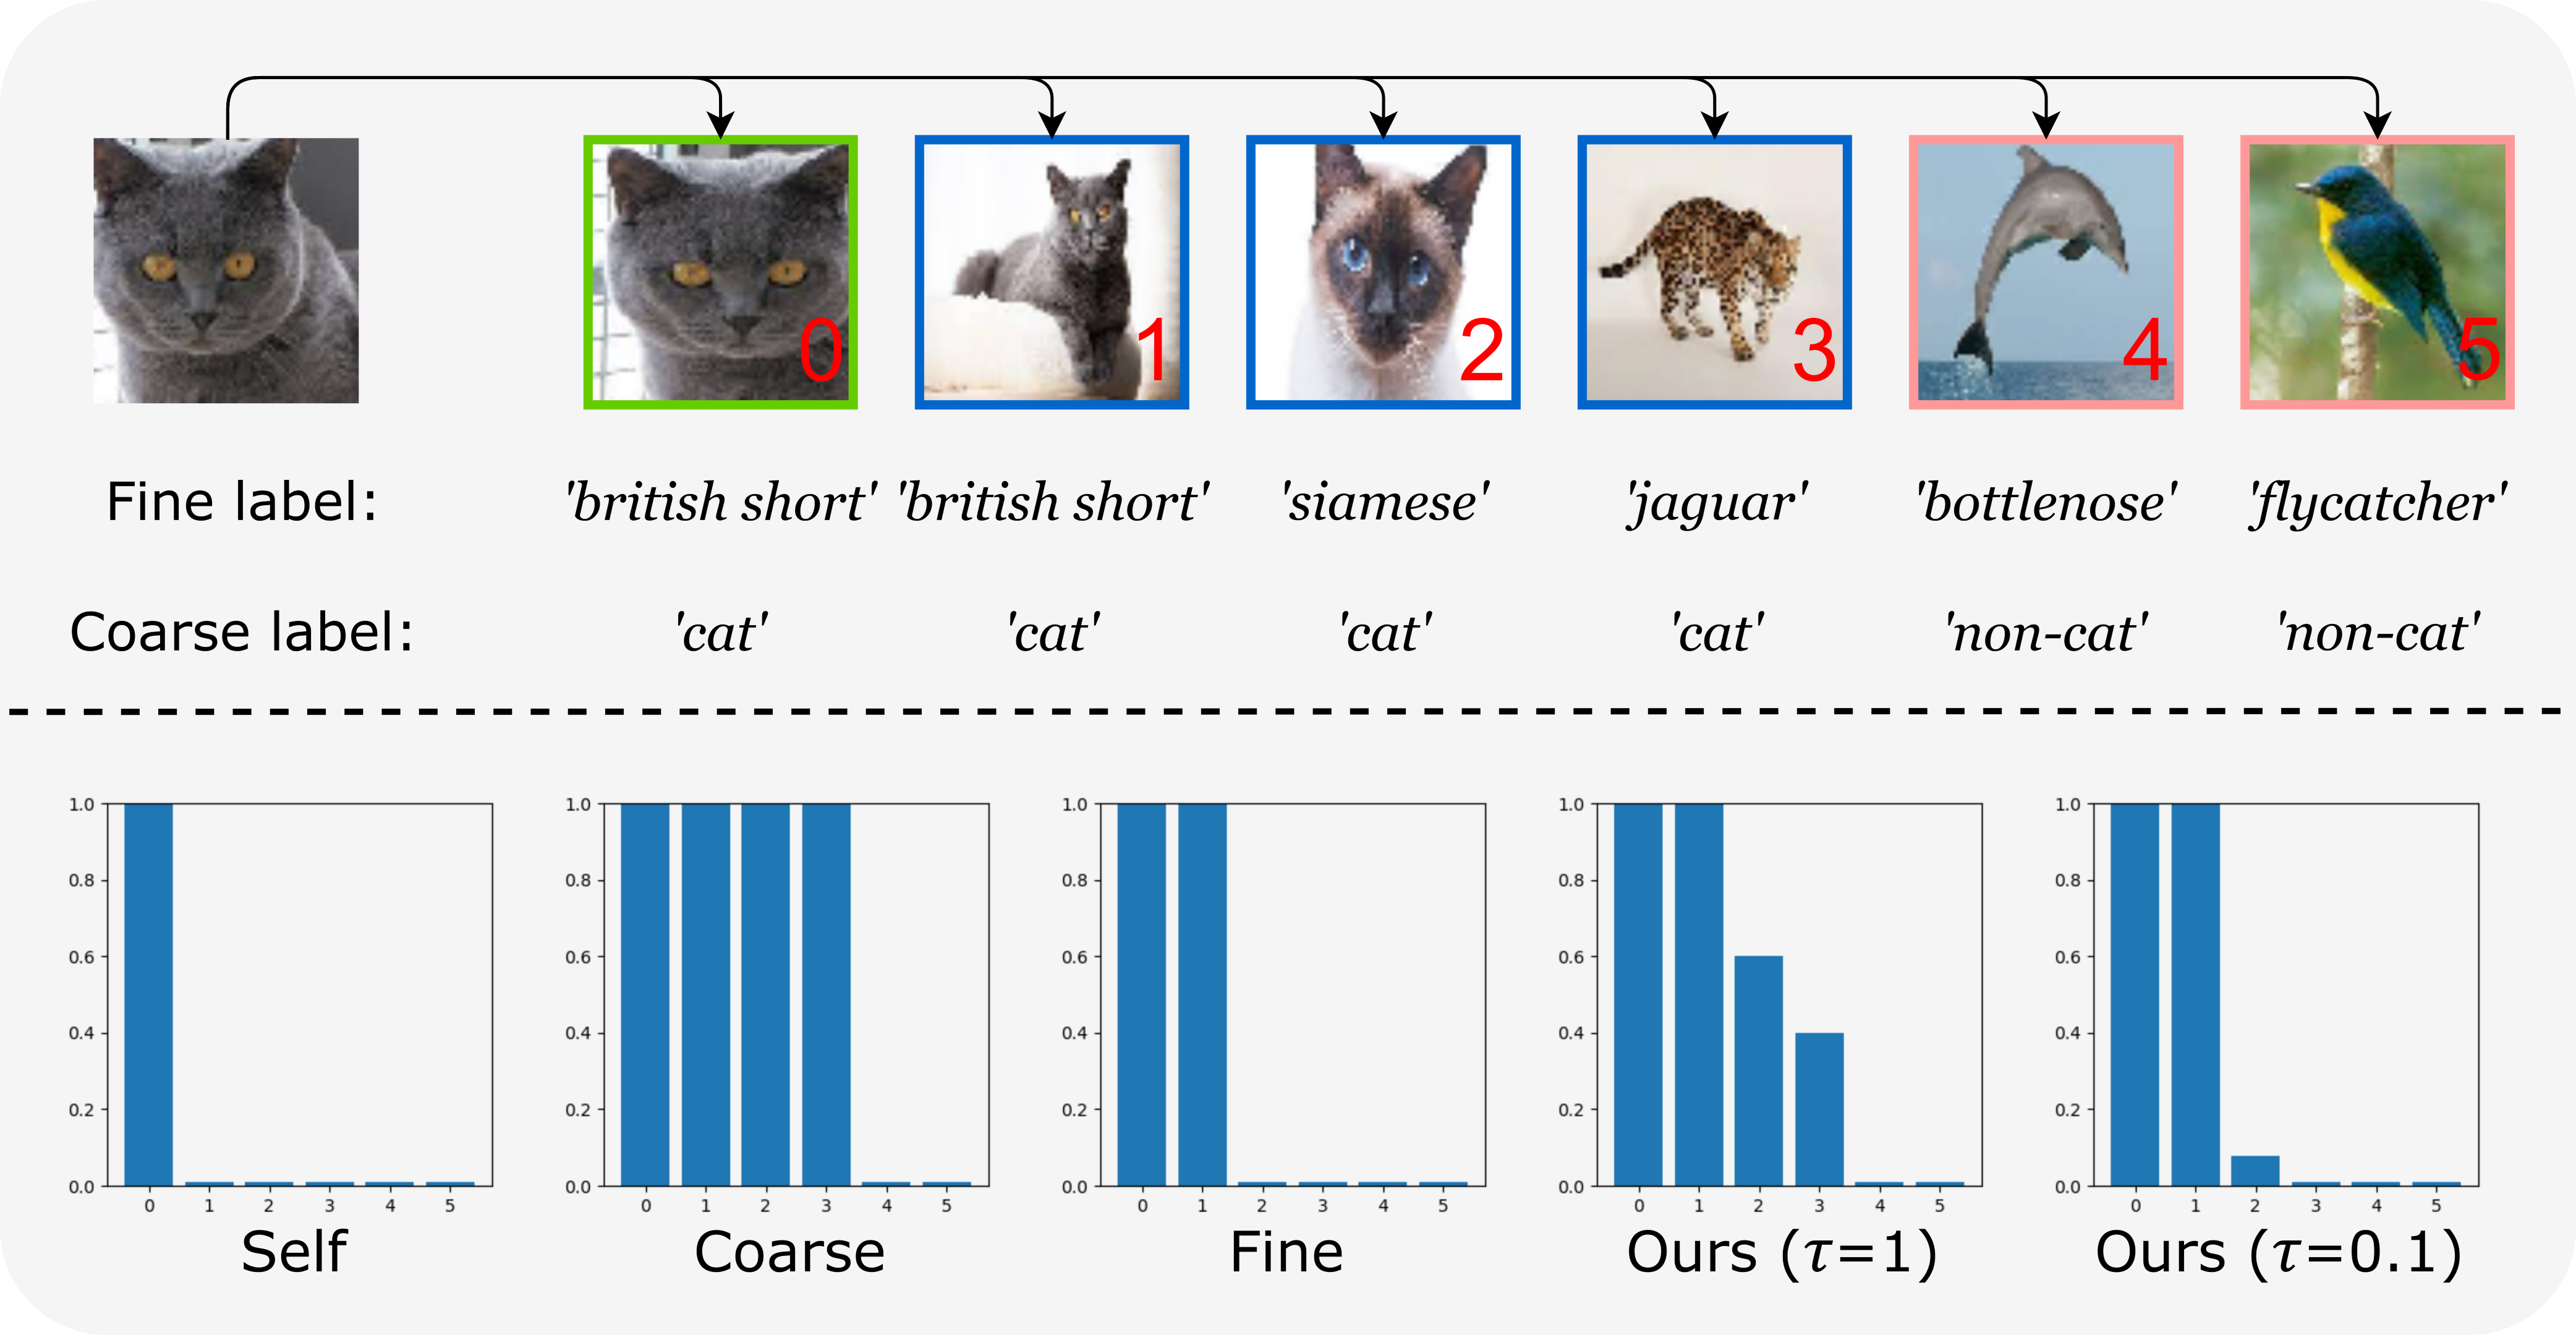 0 1 2 3 4 5
Fine label: 'british short' 'british short' 'siamese' 'jaguar' 'bottlenose' 'flycatcher'
Coarse label: 'cat' 'cat' 'cat' 'cat' 'non-cat' 'non-cat'
1.0 1.0 1.0 1.0 1.0
0.8 0.8 0.8 0.8 0.8
0.6 0.6 0.6 0.6 0.6
0.4 0.4 0.4 0.4 0.4
0.2 0.2 0.2 0.2 0.2
0.0 0.0 0.0 0.0 0.0
0 1 2 3 4 5 0 1 2 3 4 5 0 1 2 3 4 5 0 1 2 3 4 5 0 1 2 3 4 5
Self Coarse Fine Ours (τ=1) Ours (τ=0.1)